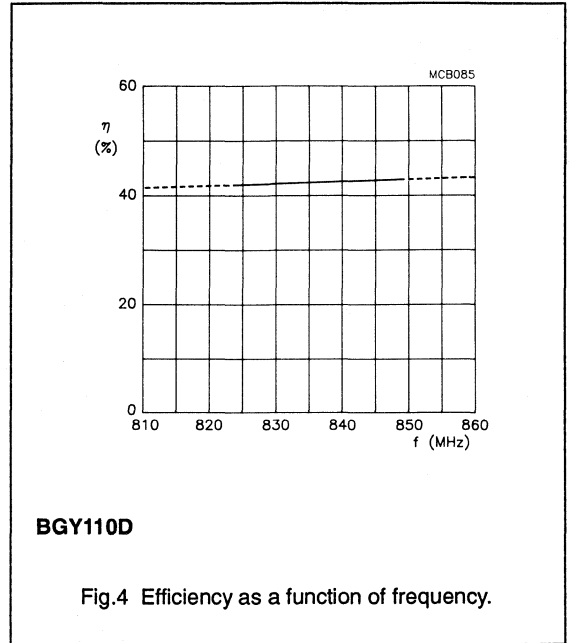 MCB085
60
η
(%)
40
20
0
810 820 830 840 850 860
f (MHz)
BGY110D
Fig.4 Efficiency as a function of frequency.